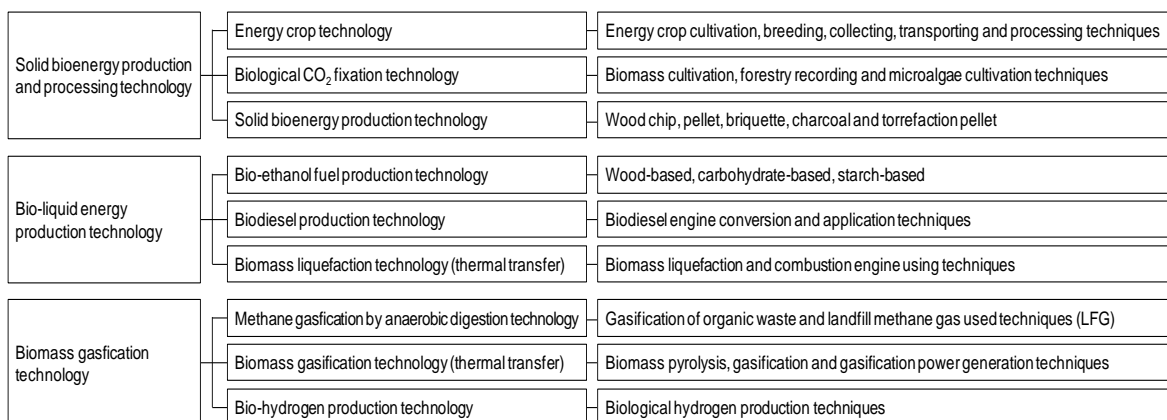 Solid bioenergy production
and processing technology
Energy crop technology
Energy crop cultivation, breeding, collecting, transporting and processing techniques
Biological CO₂ fixation technology
Biomass cultivation, forestry recording and microalgae cultivation techniques
Solid bioenergy production technology
Wood chip, pellet, briquette, charcoal and torrefaction pellet
Bio-liquid energy
production technology
Bio-ethanol fuel production technology
Wood-based, carbohydrate-based, starch-based
Biodiesel production technology
Biodiesel engine conversion and application techniques
Biomass liquefaction technology (thermal transfer)
Biomass liquefaction and combustion engine using techniques
Biomass gasfication
technology
Methane gasfication by anaerobic digestion technology
Gasification of organic waste and landfill methane gas used techniques (LFG)
Biomass gasification technology (thermal transfer)
Biomass pyrolysis, gasification and gasification power generation techniques
Bio-hydrogen production technology
Biological hydrogen production techniques